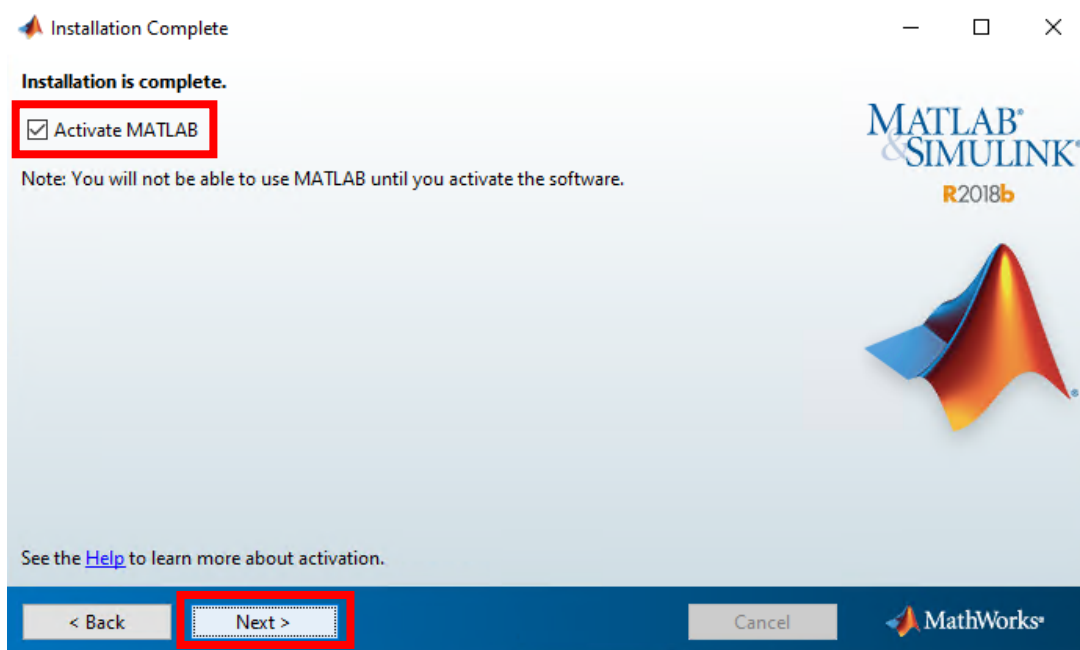 Installation Complete
Installation is complete.
Activate MATLAB
Note: You will not be able to use MATLAB until you activate the software.
MATLAB®
&SIMULINK®
R2018b
®
See the Help to learn more about activation.
< Back
Next >
Cancel
MathWorks®